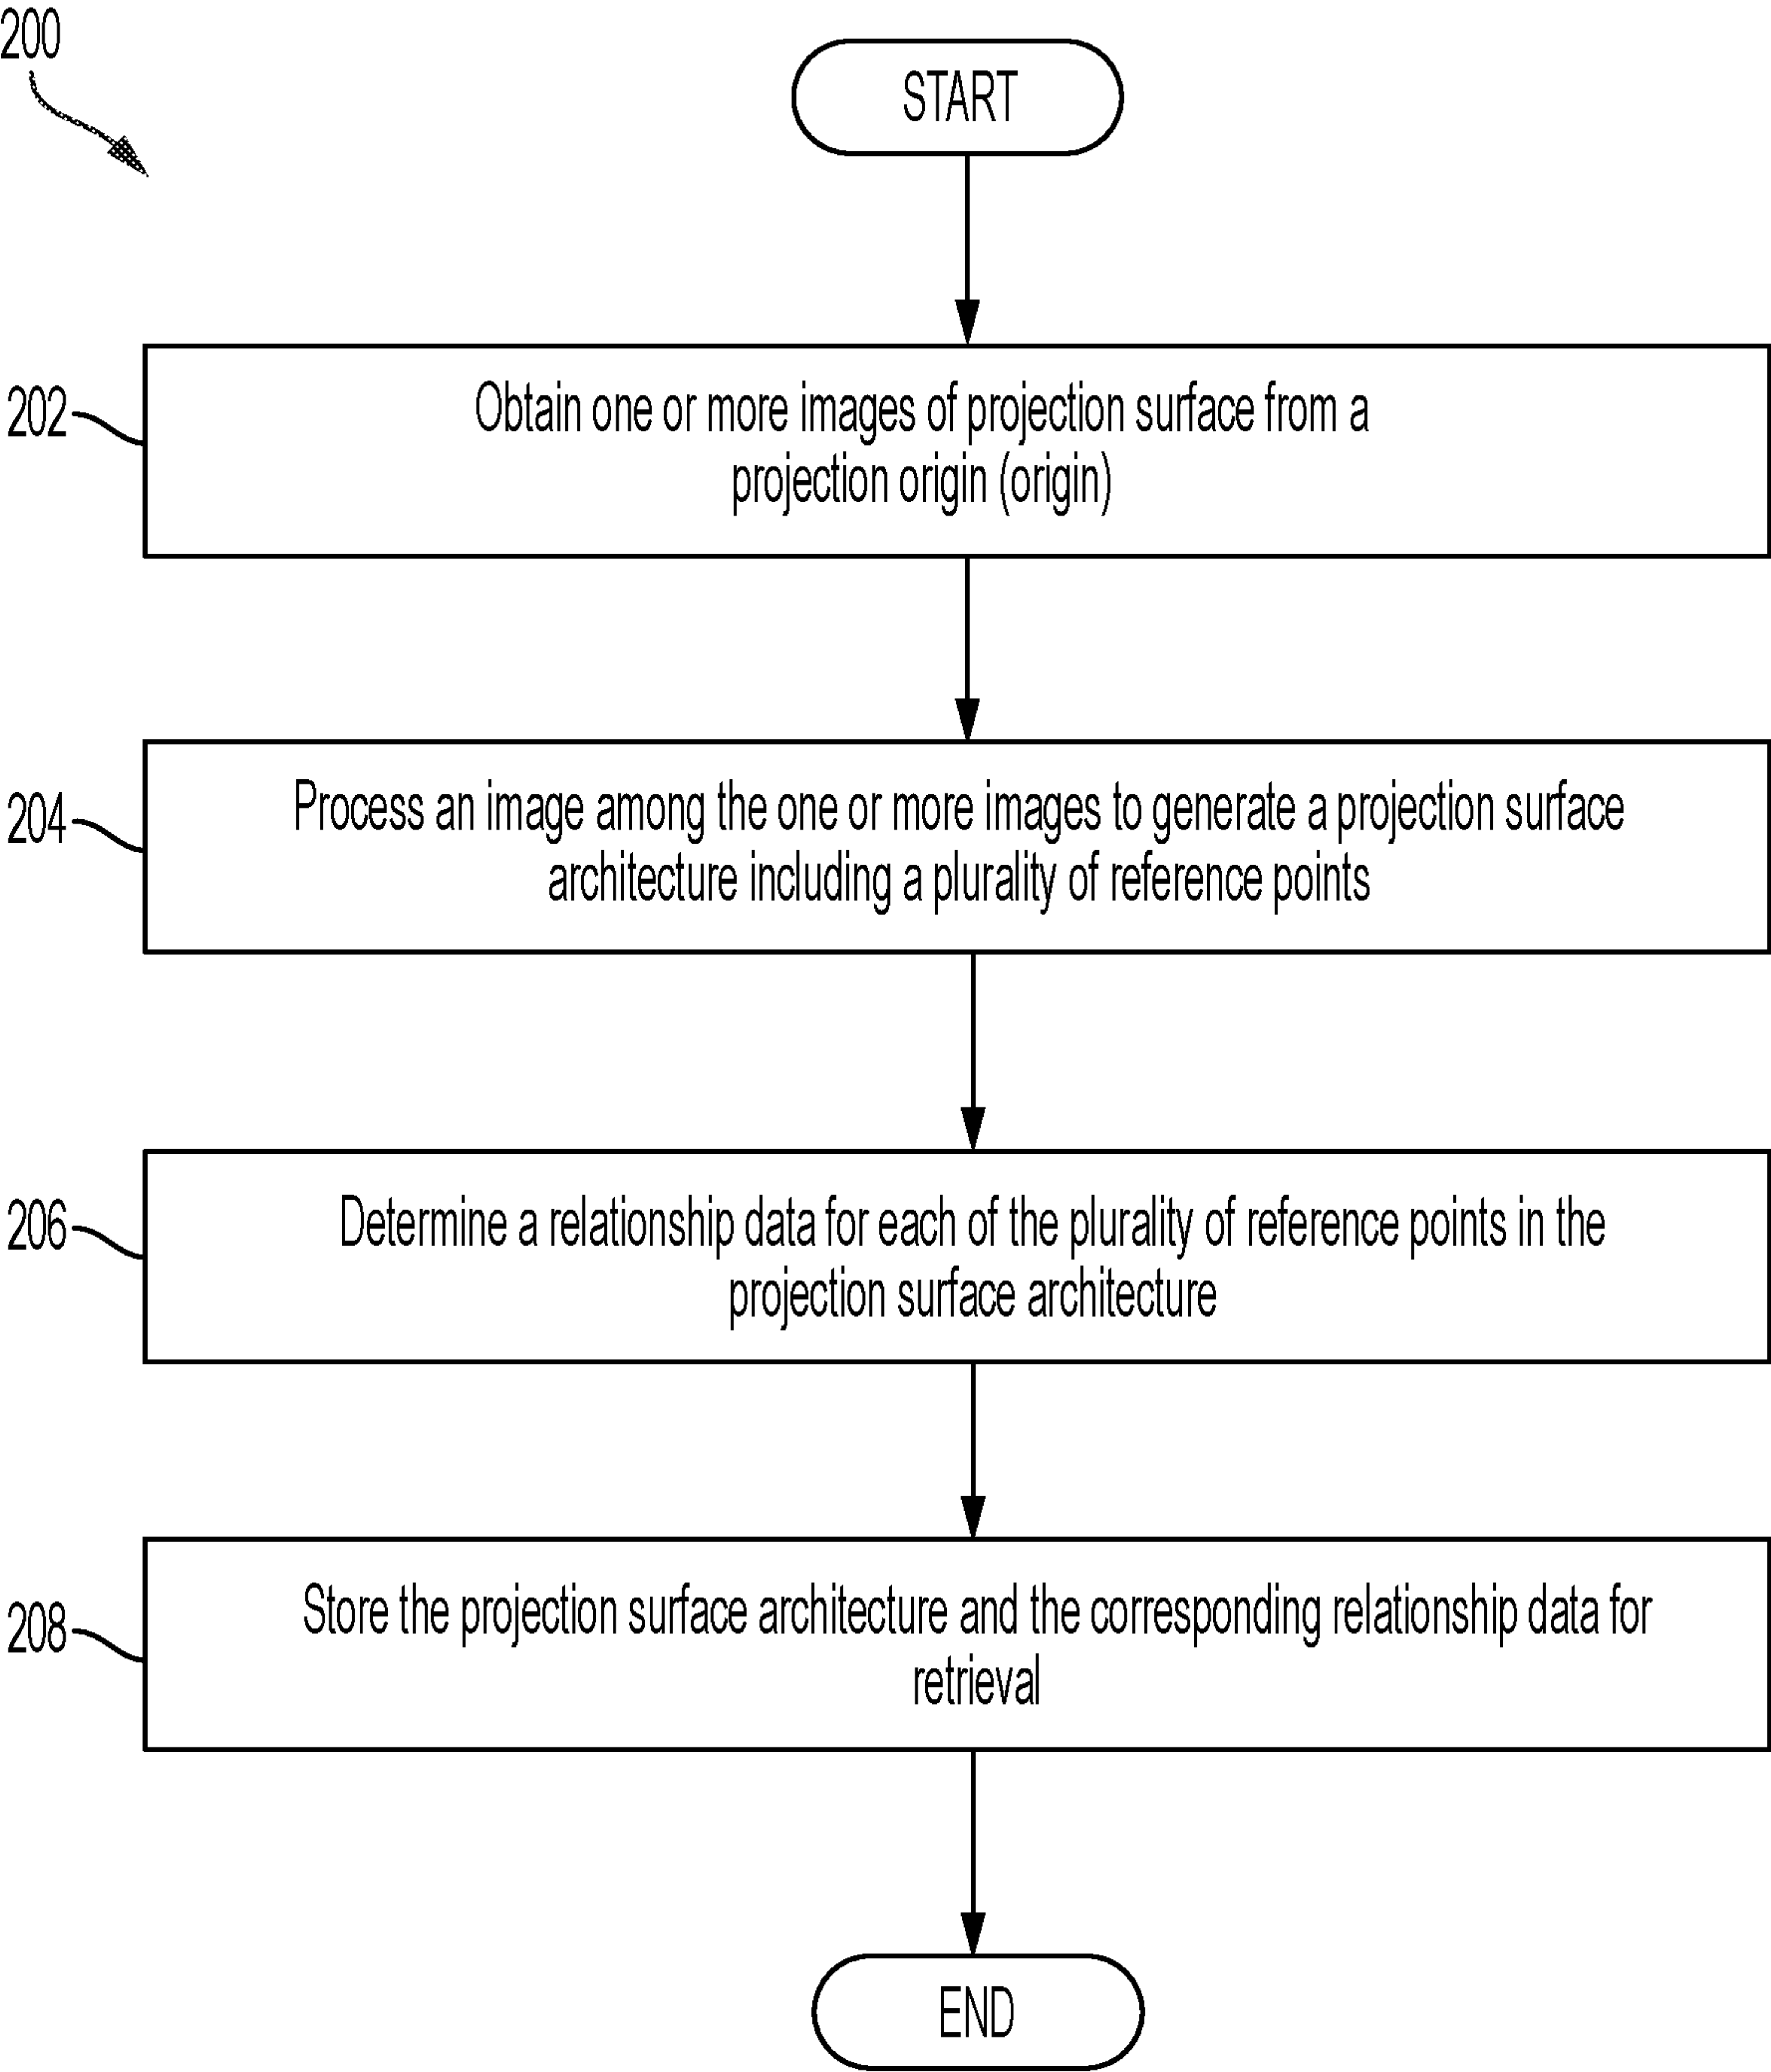 200
START
202
Obtain one or more images of projection surface from a
projection origin (origin)
204
Process an image among the one or more images to generate a projection surface
architecture including a plurality of reference points
206
Determine a relationship data for each of the plurality of reference points in the
projection surface architecture
208
Store the projection surface architecture and the corresponding relationship data for
retrieval
END